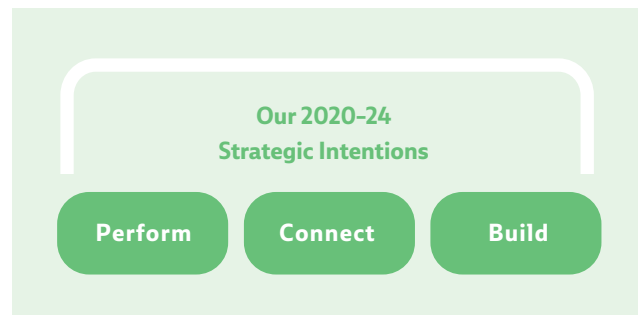 Our 2020–24
Strategic Intentions
Perform Connect Build